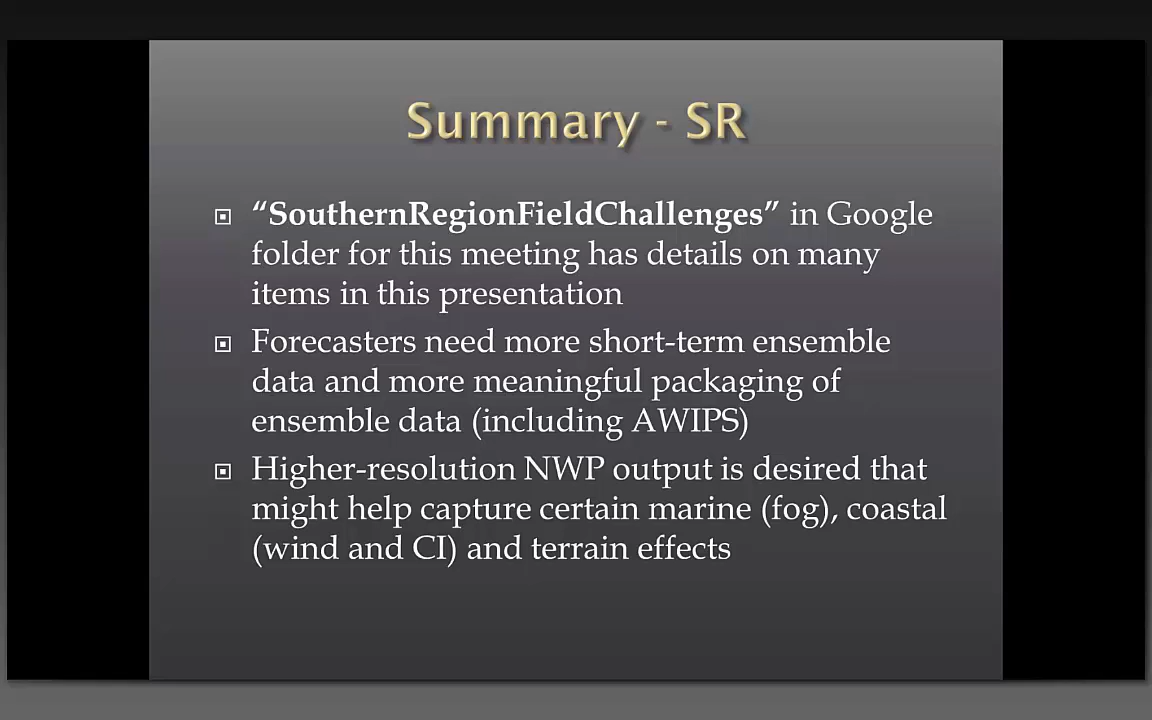 Summary - SR
“SouthernRegionFieldChallenges” in Google
folder for this meeting has details on many
items in this presentation
Forecasters need more short-term ensemble
data and more meaningful packaging of
ensemble data (including AWIPS)
Higher-resolution NWP output is desired that
might help capture certain marine (fog), coastal
(wind and CI) and terrain effects